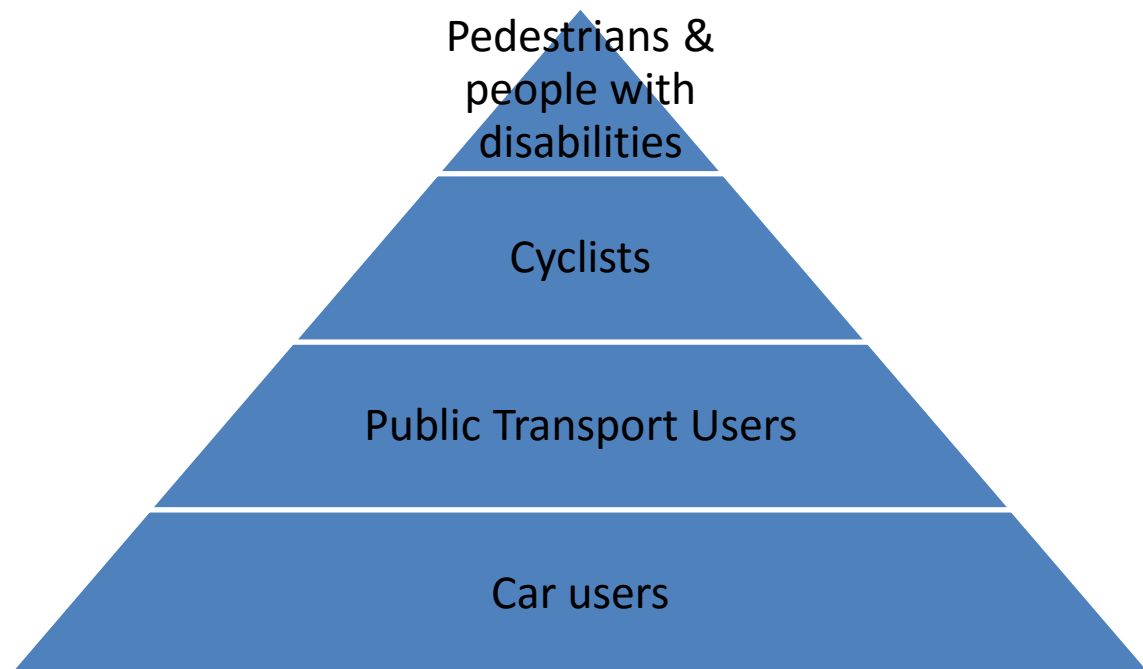 Pedestrians &
people with
disabilities
Cyclists
Public Transport Users
Car users